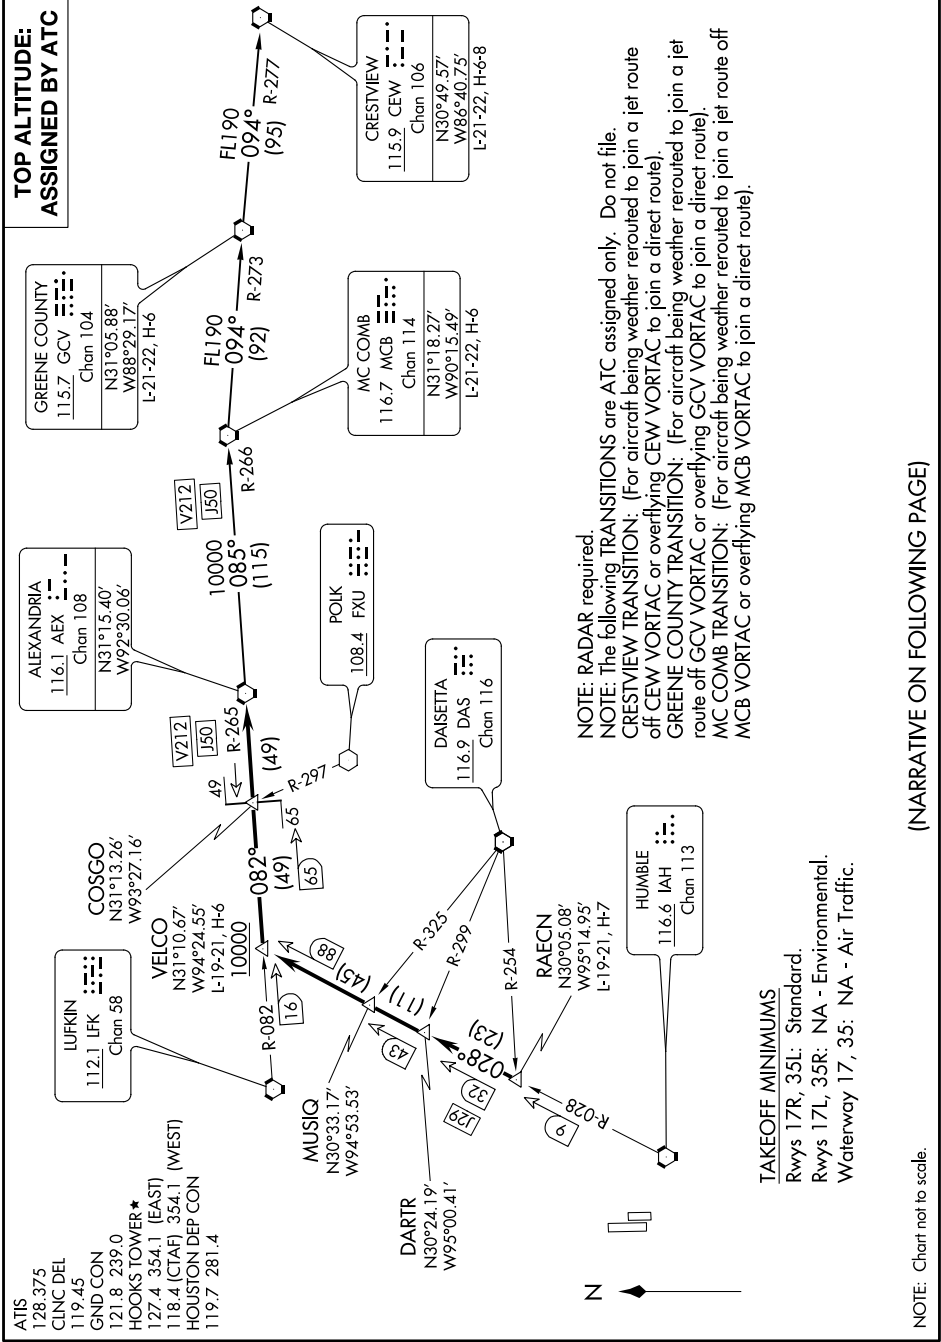 TOP ALTITUDE:
ASSIGNED BY ATC
ATIS
128.375
CLNC DEL
119.45
GND CON
121.8 239.0
HOOKS TOWER★
127.4 354.1 (EAST)
118.4 (CTAF) 354.1 (WEST)
HOUSTON DEP CON
119.7 281.4
LUFKIN
112.1 LFK
Chan 58
ALEXANDRIA
116.1 AEX
Chan 108
N31°15.40'
W92°30.06'
GREENE COUNTY
115.7 GCV
Chan 104
N31°05.88'
W88°29.17'
L-21-22, H-6
CRESTVIEW
115.9 CEW
Chan 106
N30°49.57'
W86°40.75'
L-21-22, H-6-8
MC COMB
116.7 MCB
Chan 114
N31°18.27'
W90°15.49'
L-21-22, H-6
POLK
108.4 FXU
DAISETTA
116.9 DAS
Chan 116
HUMBLE
116.6 IAH
Chan 113
COSGO
N31°13.26'
W93°27.16'
VELCO
N31°10.67'
W94°24.55'
L-19-21, H-6
10000
MUSIQ
N30°33.17'
W94°53.53'
DARTR
N30°24.19'
W95°00.41'
RAECN
N30°05.08'
W95°14.95'
L-19-21, H-7
R-028
9
028°
(23)
32
J29
(11)
43
(45)
88
R-254
R-299
R-325
R-082
16
082°
(49)
65
65
49
R-297
(49)
R-265
V212
J50
10000
085°
(115)
V212
J50
R-266
FL190
094°
(92)
R-273
FL190
094°
(95)
R-277
N
NOTE: RADAR required.
NOTE: The following TRANSITIONS are ATC assigned only. Do not file.
CRESTVIEW TRANSITION: (For aircraft being weather rerouted to join a jet route
off CEW VORTAC or overflying CEW VORTAC to join a direct route).
GREENE COUNTY TRANSITION: (For aircraft being weather rerouted to join a jet
route off GCV VORTAC or overflying GCV VORTAC to join a direct route).
MC COMB TRANSITION: (For aircraft being weather rerouted to join a jet route off
MCB VORTAC or overflying MCB VORTAC to join a direct route).
TAKEOFF MINIMUMS
Rwys 17R, 35L: Standard.
Rwys 17L, 35R: NA - Environmental.
Waterway 17, 35: NA - Air Traffic.
(NARRATIVE ON FOLLOWING PAGE)
NOTE: Chart not to scale.